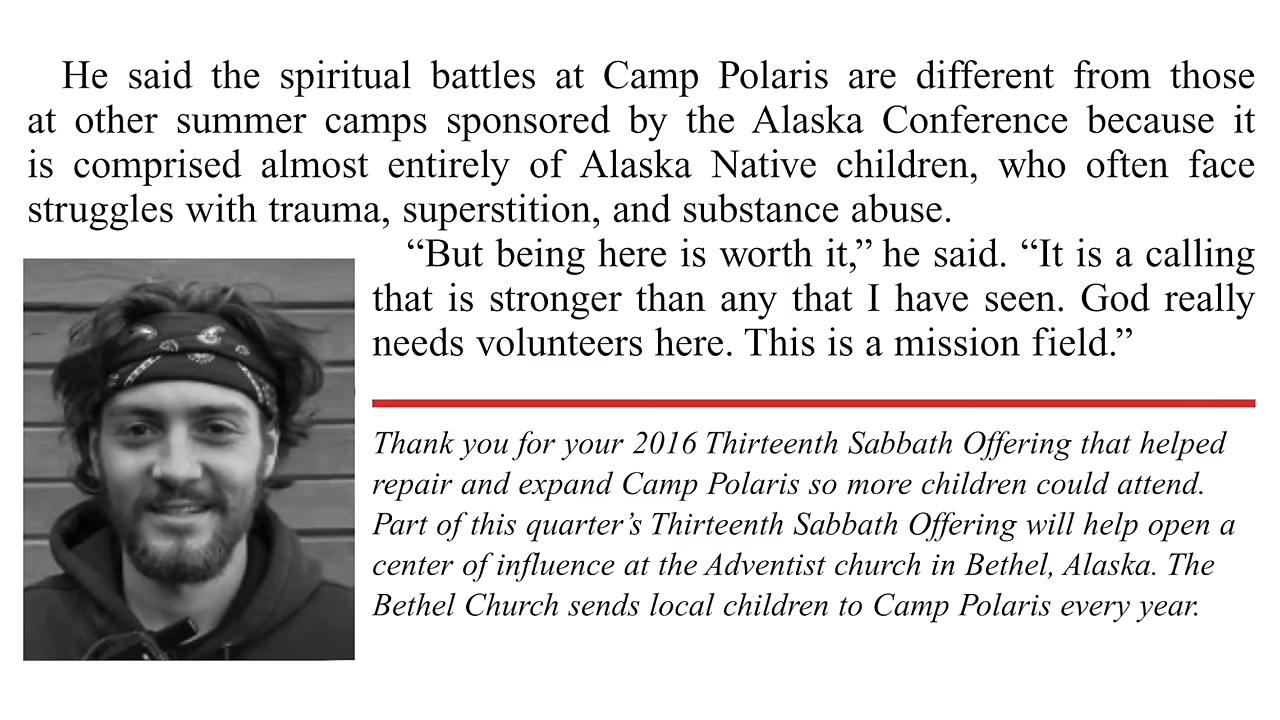 He said the spiritual battles at Camp Polaris are different from those
at other summer camps sponsored by the Alaska Conference because it
is comprised almost entirely of Alaska Native children, who often face
struggles with trauma, superstition, and substance abuse.
“But being here is worth it,” he said. “It is a calling
that is stronger than any that I have seen. God really
needs volunteers here. This is a mission field.”
Thank you for your 2016 Thirteenth Sabbath Offering that helped
repair and expand Camp Polaris so more children could attend.
Part of this quarter’s Thirteenth Sabbath Offering will help open a
center of influence at the Adventist church in Bethel, Alaska. The
Bethel Church sends local children to Camp Polaris every year.